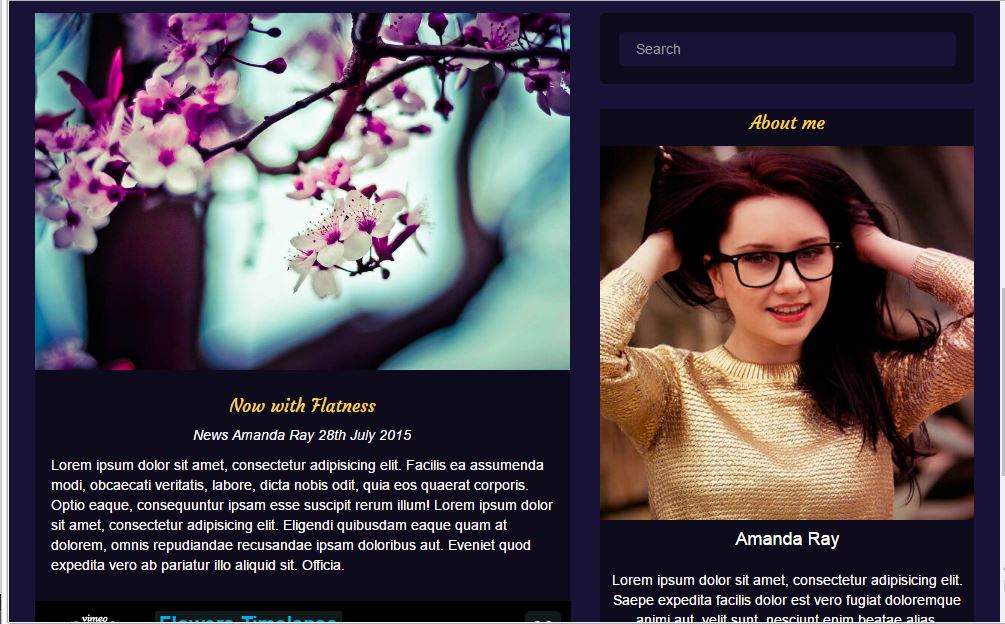 Search
About me
Now with Flatness
News Amanda Ray 28th July 2015
Lorem ipsum dolor sit amet, consectetur adipisicing elit. Facilis ea assumenda
modi, obcaecati veritatis, labore, dicta nobis odit, quia eos quaerat corporis.
Optio eaque, consequuntur ipsam esse suscipit rerum illum! Lorem ipsum dolor
sit amet, consectetur adipisicing elit. Eligendi quibusdam eaque quam at
dolorem, omnis repudiandae recusandae ipsam doloribus aut. Eveniet quod
expedita vero ab pariatur illo aliquid sit. Officia.
vimeo
Flowers Timelapse
Amanda Ray
Lorem ipsum dolor sit amet, consectetur adipisicing elit.
Saepe expedita facilis dolor est vero fugiat doloremque
animi aut, velit sunt, nesciunt enim beatae alias